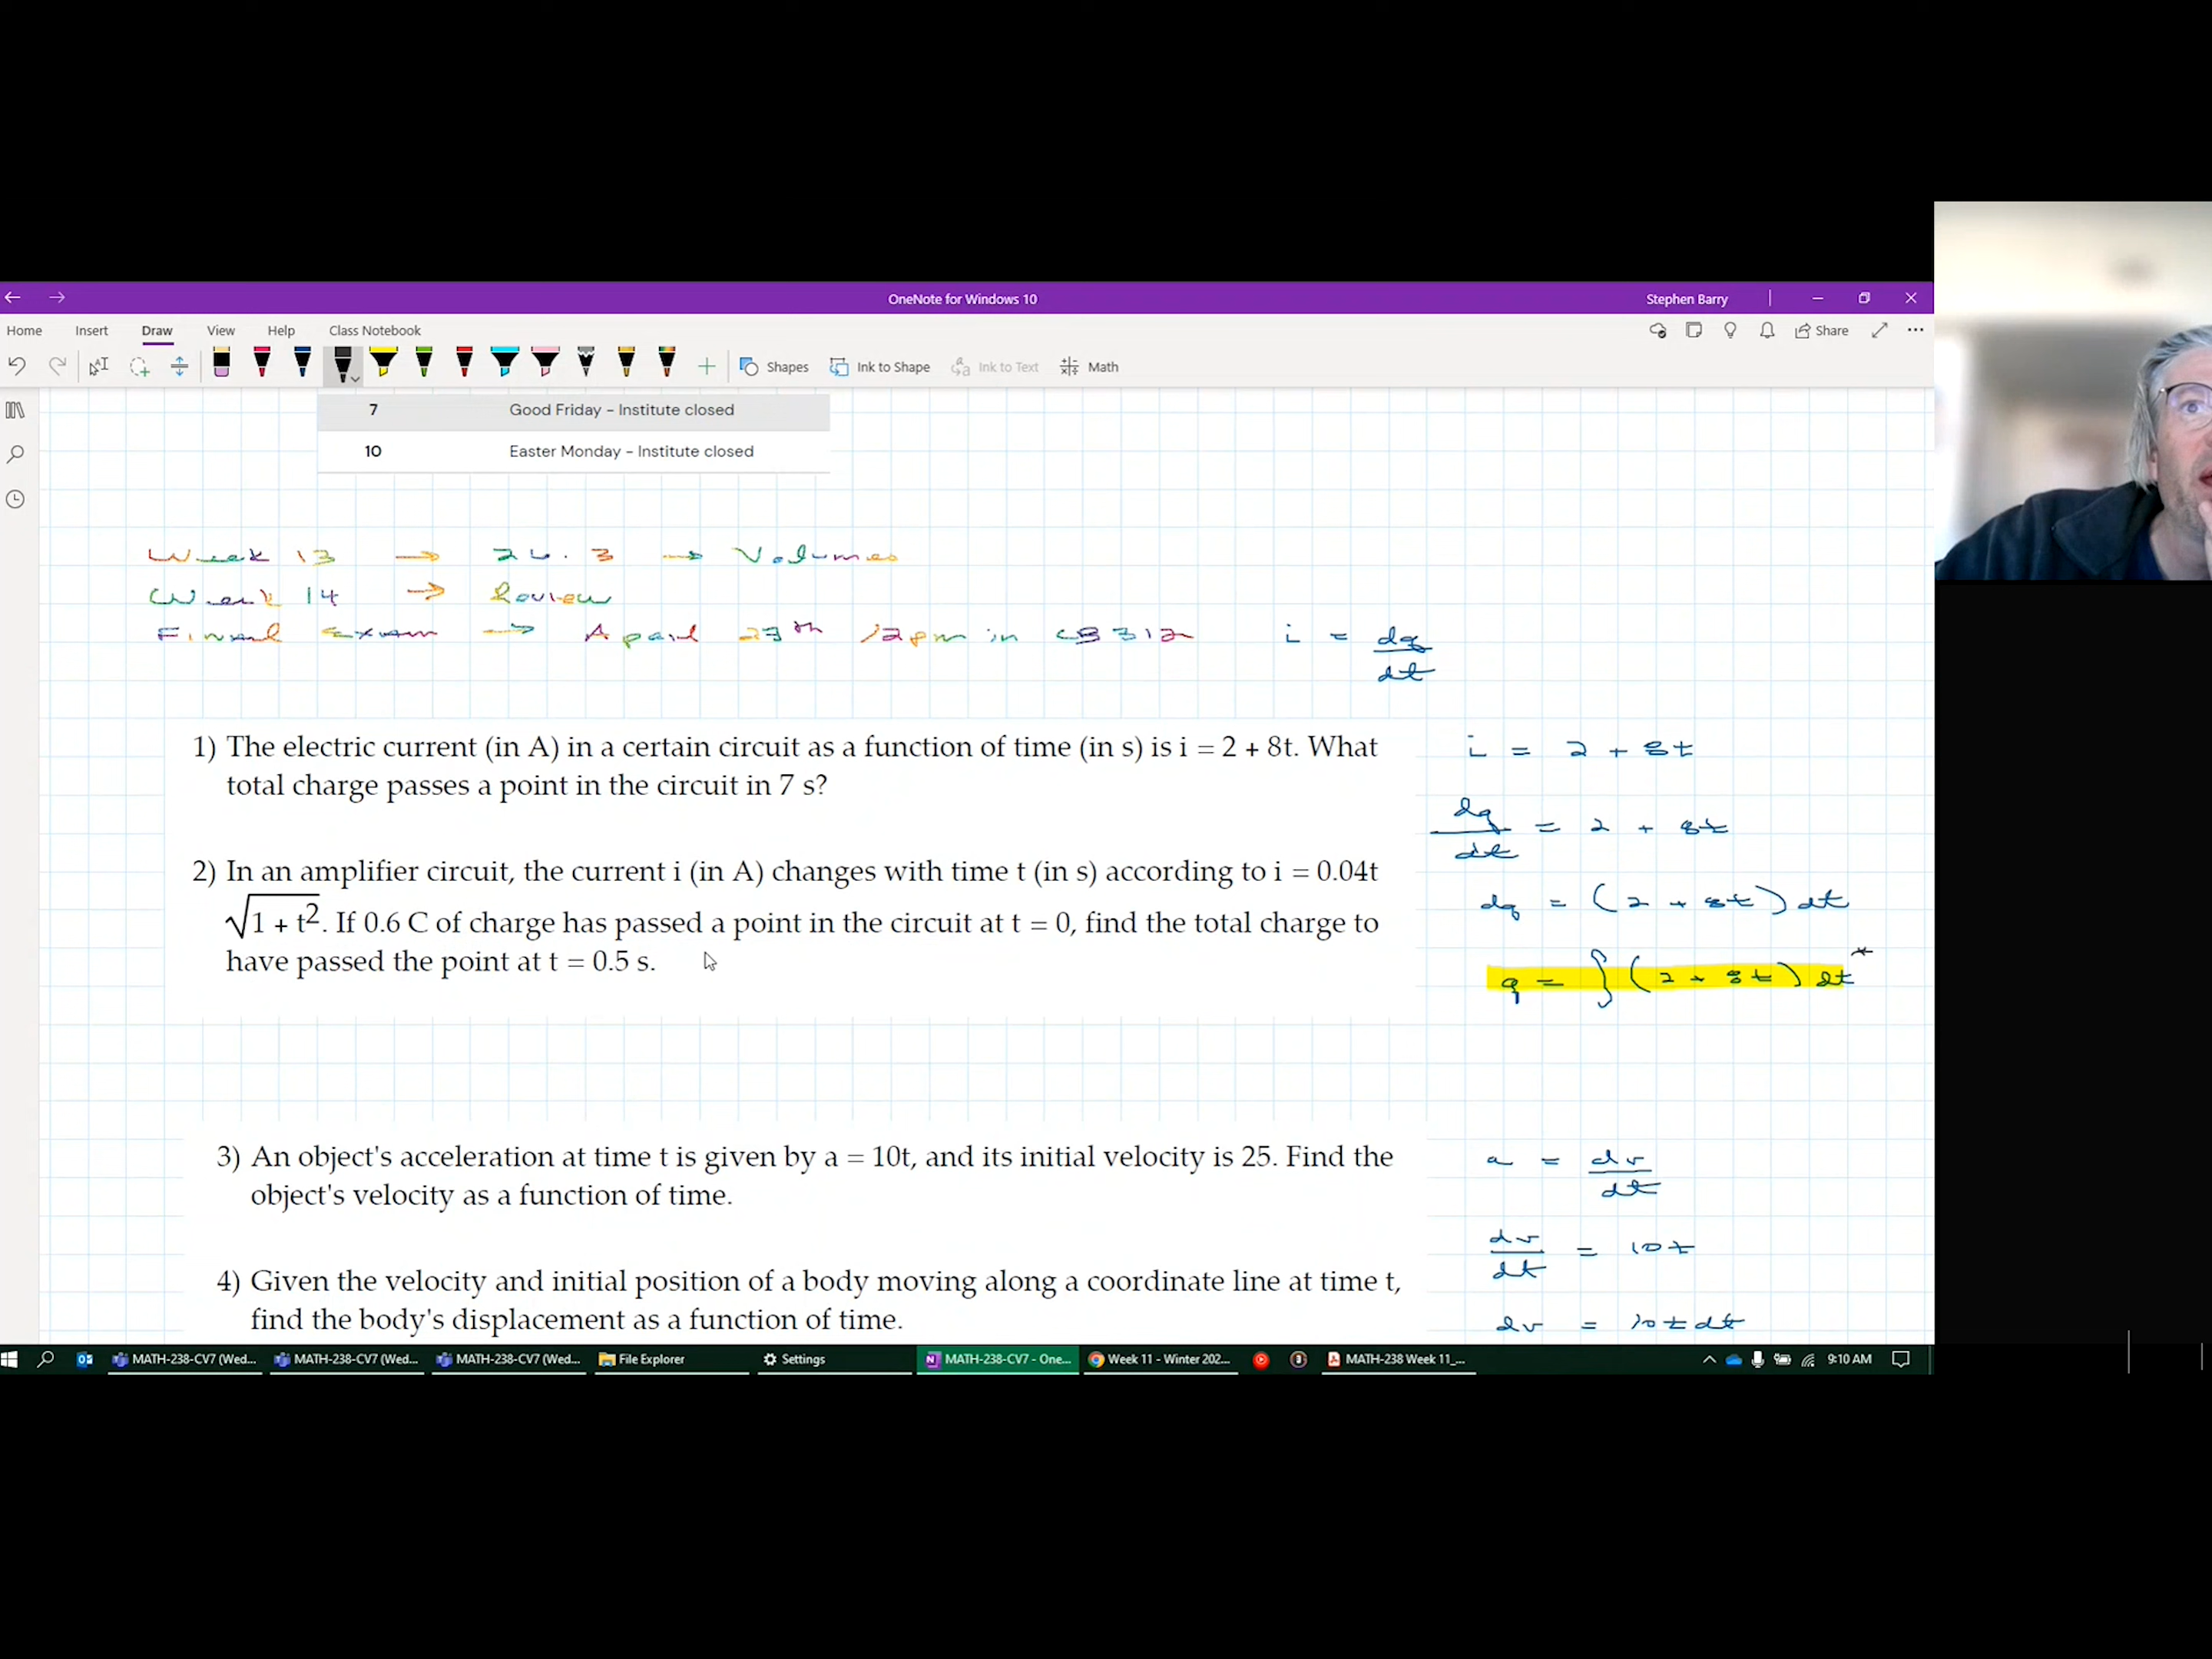 OneNote for Windows 10
Stephen Barry
Home Insert Draw View Help Class Notebook
Share
Shapes Ink to Shape Ink to Text Math
7 Good Friday - Institute closed
10 Easter Monday - Institute closed
Week 13 → 26.3 → Volumes
Week 14 → Review
Final Exam → April 29th 12pm in CB312
i = dq/dt
1) The electric current (in A) in a certain circuit as a function of time (in s) is i = 2 + 8t. What
total charge passes a point in the circuit in 7 s?
i = 2 + 8t
dq/dt = 2 + 8t
2) In an amplifier circuit, the current i (in A) changes with time t (in s) according to i = 0.04t
√1 + t². If 0.6 C of charge has passed a point in the circuit at t = 0, find the total charge to
have passed the point at t = 0.5 s.
dq = (2 + 8t) dt
q = ∫ (2 + 8t) dt *
3) An object's acceleration at time t is given by a = 10t, and its initial velocity is 25. Find the
object's velocity as a function of time.
a = dv/dt
dv/dt = 10t
4) Given the velocity and initial position of a body moving along a coordinate line at time t,
find the body's displacement as a function of time.
dv = 10t dt
MATH-238-CV7 (Wed... MATH-238-CV7 (Wed... MATH-238-CV7 (Wed... File Explorer Settings MATH-238-CV7 - One... Week 11 - Winter 202... MATH-238 Week 11_... 9:10 AM